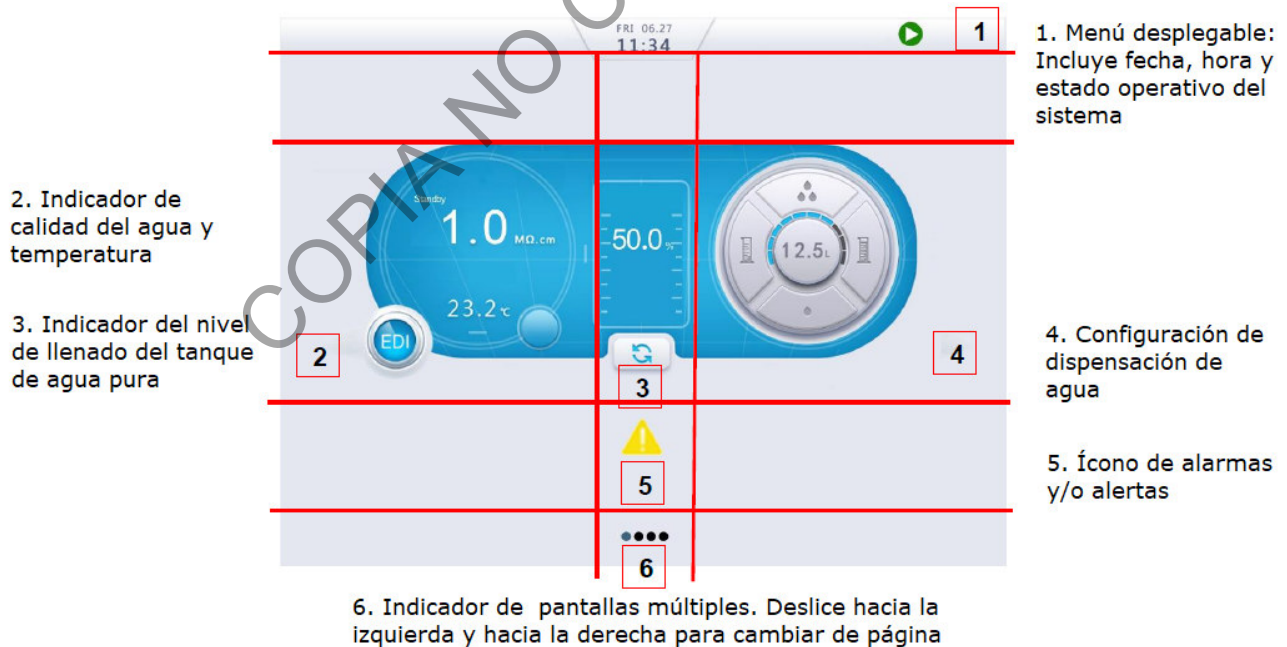 FRI 06.27
11:34
1
1. Menú desplegable:
Incluye fecha, hora y
estado operativo del
sistema
COPIA NO C
2. Indicador de
calidad del agua y
temperatura
Standby
1.0 MΩ.cm
23.2 ℃
EDI
2
50.0 %
12.5L
3. Indicador del nivel
de llenado del tanque
de agua pura
3
4
4. Configuración de
dispensación de
agua
5
5. Ícono de alarmas
y/o alertas
6
6. Indicador de pantallas múltiples. Deslice hacia la
izquierda y hacia la derecha para cambiar de página